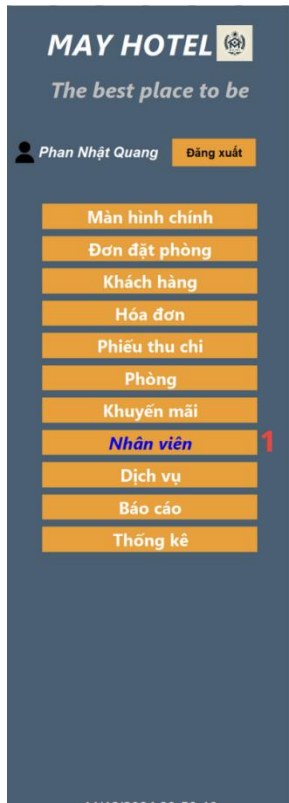 MAY HOTEL
The best place to be
Phan Nhật Quang Đăng xuất
Màn hình chính
Đơn đặt phòng
Khách hàng
Hóa đơn
Phiếu thu chi
Phòng
Khuyến mãi
Nhân viên 1
Dịch vụ
Báo cáo
Thống kê